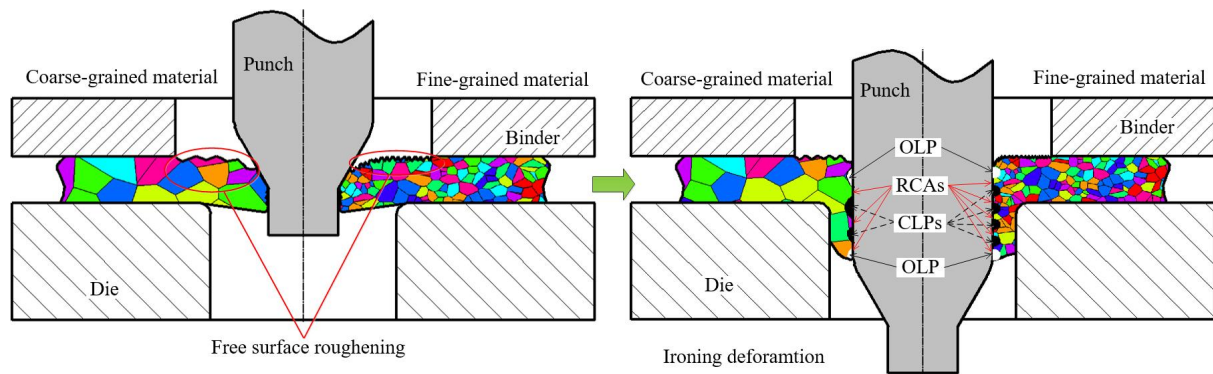 Coarse-grained material
Punch
Fine-grained material
Binder
Die
Free surface roughening
Coarse-grained material
Punch
Fine-grained material
Binder
OLP
RCAs
CLPs
OLP
Die
Ironing deforamtion